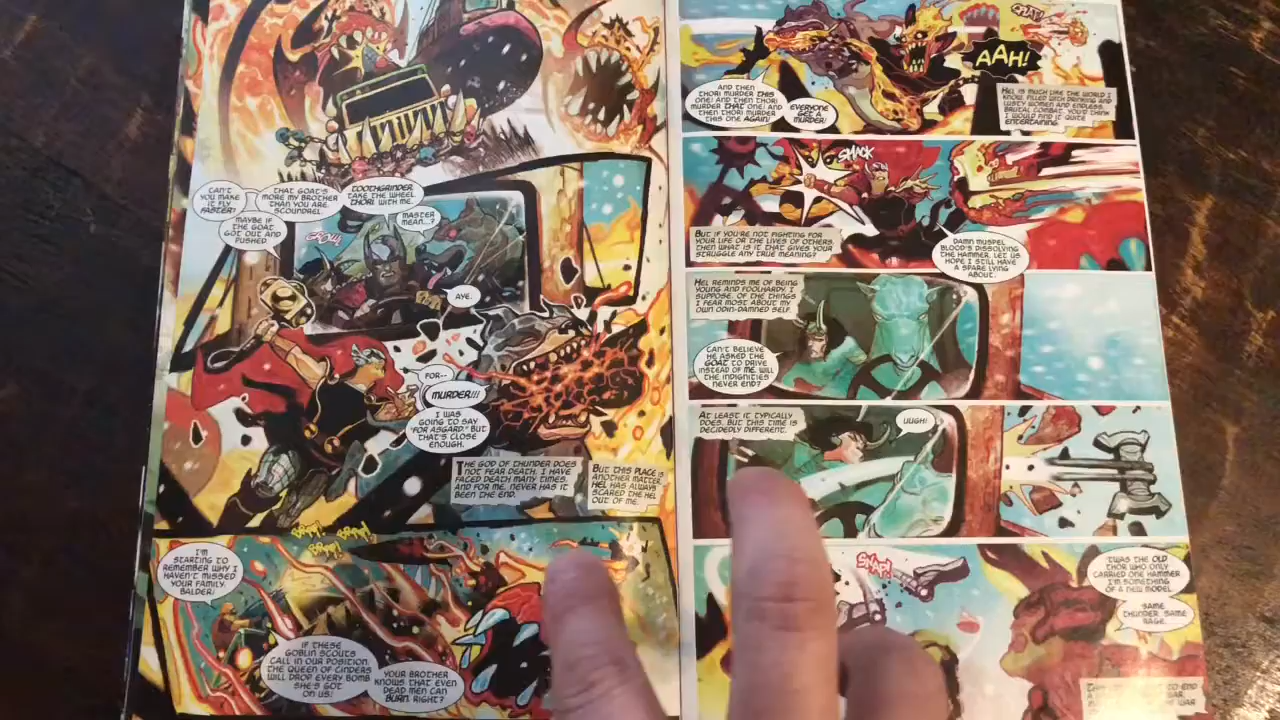 CAN'T
YOU MAKE
IT FLY
FASTER?
THAT GOAT'S
MORE MY BROTHER
THAN YOU ARE,
SCOUNDREL.
MAYBE IF
THE GOAT
GOT OUT AND
PUSHED.
TOOTHGRINDER,
TAKE THE WHEEL.
THORI, WITH ME.
MASTER
MEAN...?
GROWL
AYE.
FOR--
MURDER!!!
I WAS
GOING TO SAY
"FOR ASGARD," BUT
THAT'S CLOSE
ENOUGH.
THE GOD OF THUNDER DOES
NOT FEAR DEATH. I HAVE
FACED DEATH MANY TIMES,
AND FOR ME, NEVER HAS IT
BEEN THE END.
BUT THIS PLACE IS
ANOTHER MATTER.
HEL HAS ALWAYS
SCARED THE HEL
OUT OF ME.
I'M
STARTING TO
REMEMBER WHY I
HAVEN'T MISSED
YOUR FAMILY,
BALDER!
IF THESE
GOBLIN SCOUTS
CALL IN OUR POSITION,
THE QUEEN OF CINDERS
WILL DROP EVERY BOMB
SHE'S GOT
ON US!
YOUR BROTHER
KNOWS THAT EVEN
DEAD MEN CAN
BURN, RIGHT?
AND THEN
THORI MURDER THIS
ONE! AND THEN THORI
MURDER THAT ONE! AND
THEN THORI MURDER
THIS ONE AGAIN!
EVERYONE
GET A
MURDER!
SPLAT!
AAH!
HEL IS MUCH LIKE THE WORLD I
KNOW, FILLED WITH DRINKING AND
LUSTY WOMEN AND ENDLESS,
BRUTAL COMBAT. YOU'D THINK
I WOULD FIND IT QUITE
ENTERTAINING.
SMACK
BUT IF YOU'RE NOT FIGHTING FOR
YOUR LIFE OR THE LIVES OF OTHERS,
THEN WHAT IS IT THAT GIVES YOUR
STRUGGLE ANY TRUE MEANING?
DAMN MUSPEL
BLOOD'S DISSOLVING
THE HAMMER. LET US
HOPE I STILL HAVE
A SPARE LYING
ABOUT.
HEL REMINDS ME OF BEING
YOUNG AND FOOLHARDY. I
SUPPOSE, OF THE THINGS
I FEAR MOST ABOUT MY
OWN ODIN-DAMNED SELF.
CAN'T BELIEVE
HE ASKED THE
GOAT TO DRIVE
INSTEAD OF ME. WILL
THE INDIGNITIES
NEVER END?
AT LEAST IT TYPICALLY
DOES. BUT THIS TIME IS
DECIDEDLY DIFFERENT.
UUGH!
SNAP!
'TWAS THE OLD
THOR WHO ONLY
CARRIED ONE HAMMER.
I'M SOMETHING
OF A NEW MODEL.
SAME
THUNDER. SAME
RAGE.